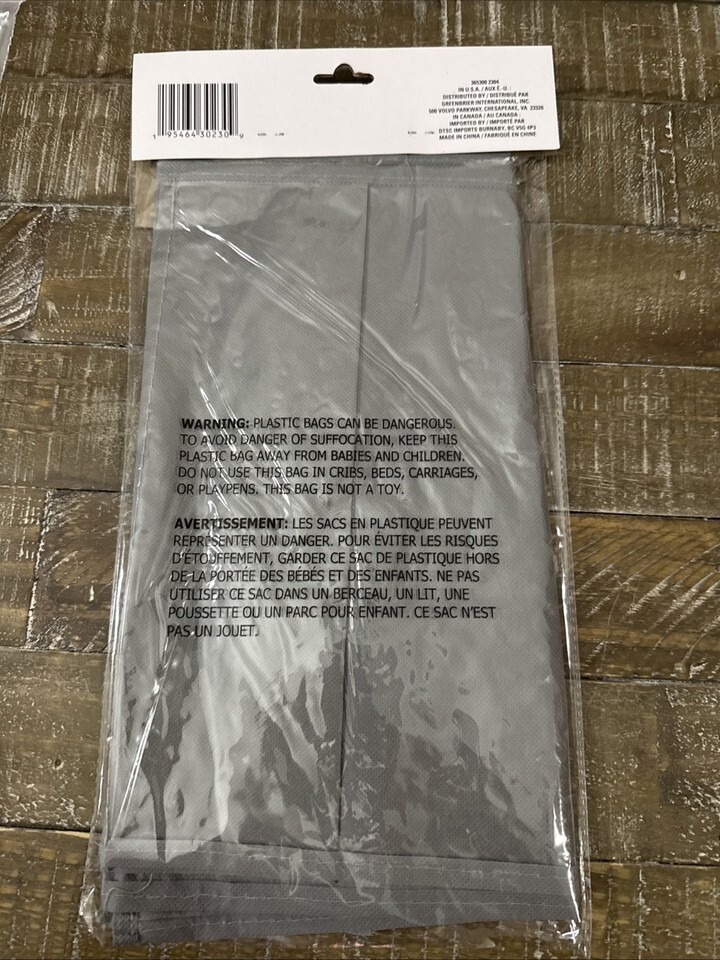 365300 2304
IN U.S.A. / AUX É.-U. :
DISTRIBUTED BY / DISTRIBUÉ PAR
GREENBRIER INTERNATIONAL, INC.
500 VOLVO PARKWAY, CHESAPEAKE, VA 23320
IN CANADA / AU CANADA :
IMPORTED BY / IMPORTÉ PAR
DTSC IMPORTS BURNABY, BC V5G 4P3
MADE IN CHINA / FABRIQUÉ EN CHINE
1 95464 30230 9
WARNING: PLASTIC BAGS CAN BE DANGEROUS.
TO AVOID DANGER OF SUFFOCATION, KEEP THIS
PLASTIC BAG AWAY FROM BABIES AND CHILDREN.
DO NOT USE THIS BAG IN CRIBS, BEDS, CARRIAGES,
OR PLAYPENS. THIS BAG IS NOT A TOY.
AVERTISSEMENT: LES SACS EN PLASTIQUE PEUVENT
REPRÉSENTER UN DANGER. POUR ÉVITER LES RISQUES
D'ÉTOUFFEMENT, GARDER CE SAC DE PLASTIQUE HORS
DE LA PORTÉE DES BÉBÉS ET DES ENFANTS. NE PAS
UTILISER CE SAC DANS UN BERCEAU, UN LIT, UNE
POUSSETTE OU UN PARC POUR ENFANT. CE SAC N'EST
PAS UN JOUET.